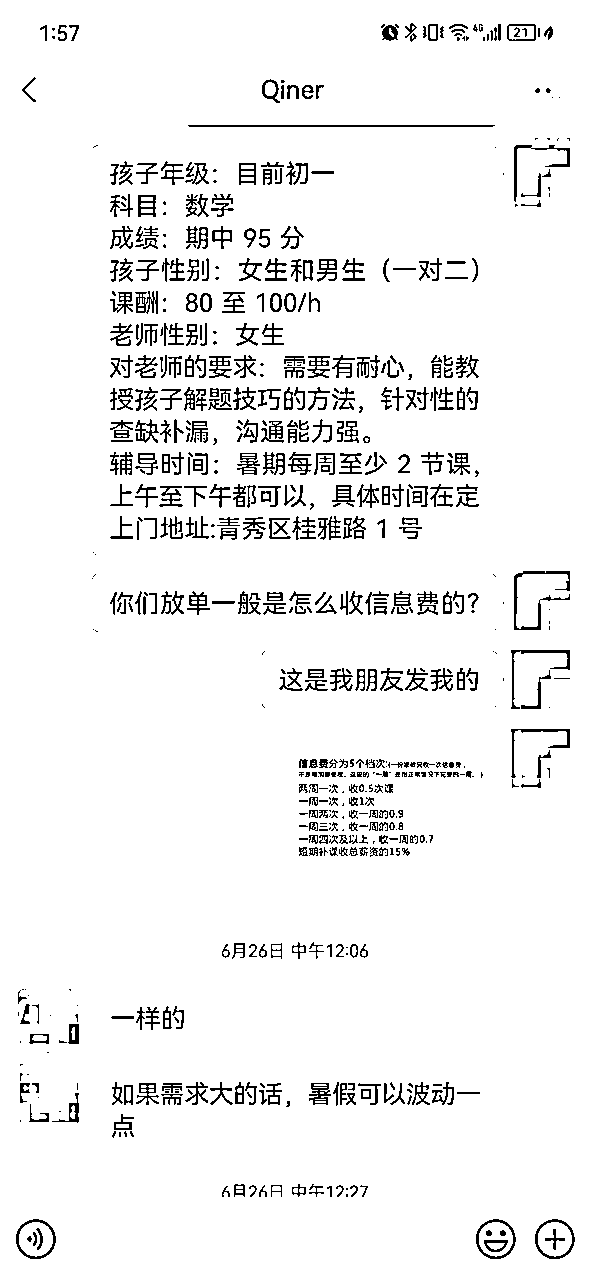 1:57
4G
21
Qiner
孩子年级：目前初一
科目：数学
成绩：期中 95 分
孩子性别：女生和男生（一对二）
课酬：80 至 100/h
老师性别：女生
对老师的要求：需要有耐心，能教
授孩子解题技巧的方法，针对性的
查缺补漏，沟通能力强。
辅导时间：暑期每周至少 2 节课，
上午至下午都可以，具体时间在定
上门地址:青秀区桂雅路 1 号
你们放单一般是怎么收信息费的？
这是我朋友发我的
信息费分为5个档次:
两周一次，收0.5次课
一周一次，收1次
一周两次，收一周的0.9
一周三次，收一周的0.8
一周四次及以上，收一周的0.7
短期补课收总薪资的15%
6月26日 中午12:06
一样的
如果需求大的话，暑假可以波动一
点
6月26日 中午12:27